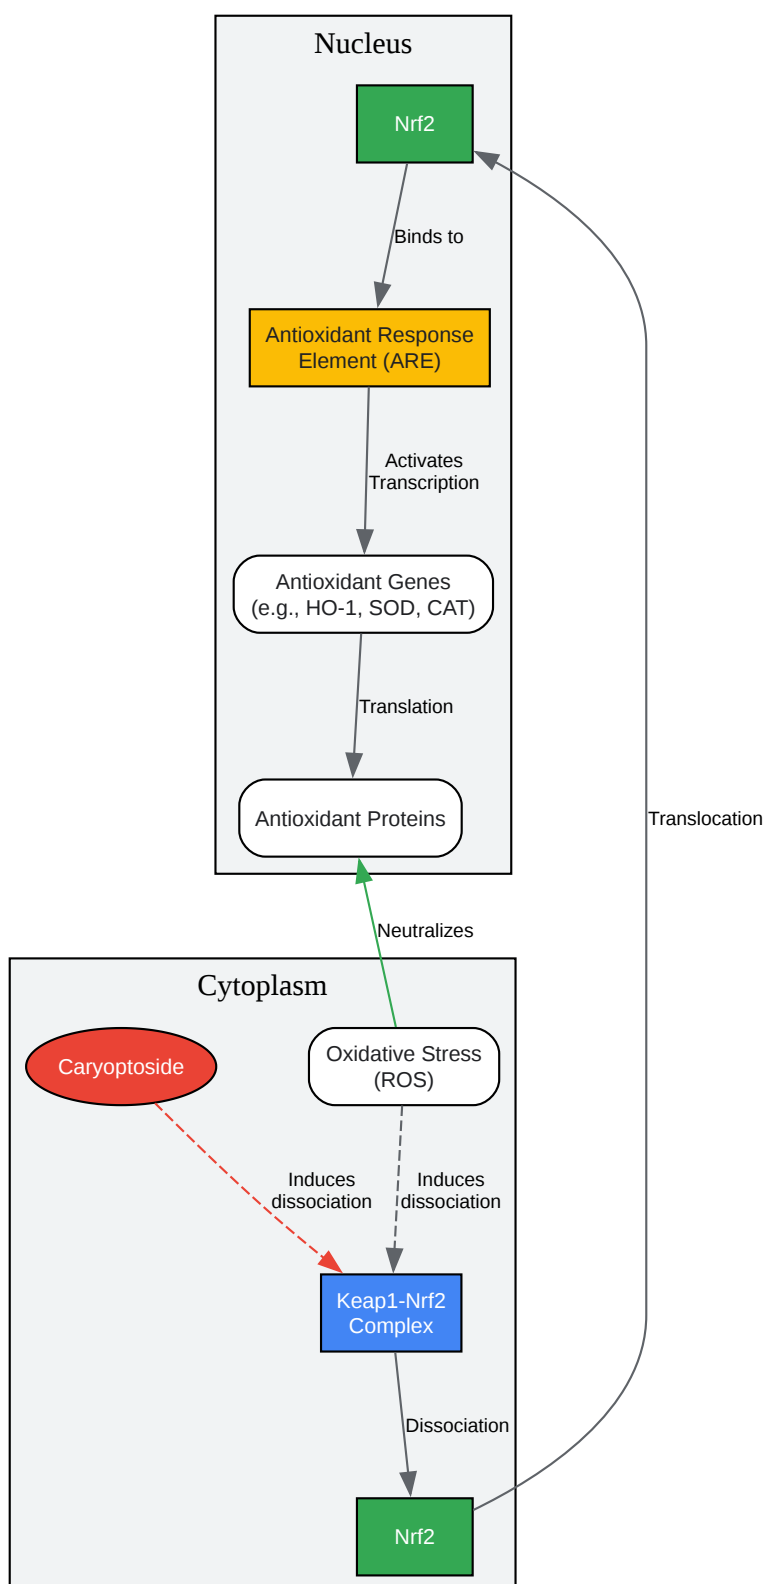 Nucleus
Nrf2
Binds to
Antioxidant Response
Element (ARE)
Activates
Transcription
Antioxidant Genes
(e.g., HO-1, SOD, CAT)
Translation
Antioxidant Proteins
Translocation
Neutralizes
Cytoplasm
Caryoptoside
Oxidative Stress
(ROS)
Induces
dissociation
Induces
dissociation
Keap1-Nrf2
Complex
Dissociation
Nrf2